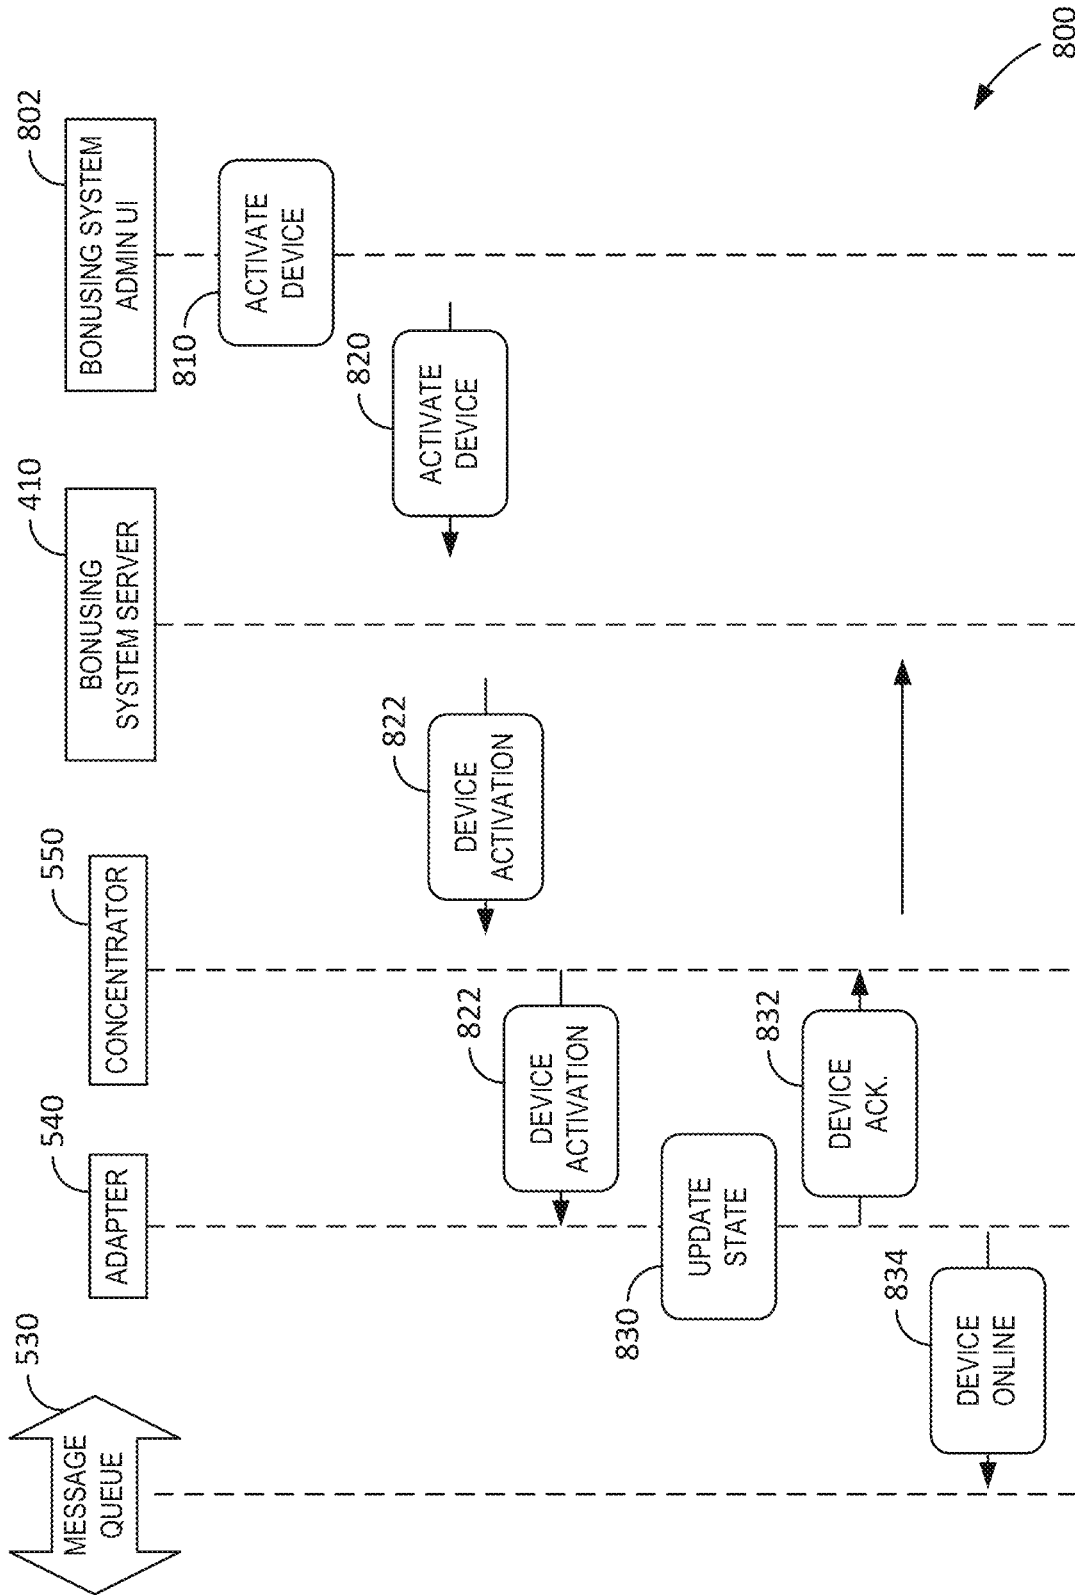 530
MESSAGE
QUEUE
540
ADAPTER
550
CONCENTRATOR
410
BONUSING
SYSTEM SERVER
802
BONUSING SYSTEM
ADMIN UI
810
ACTIVATE
DEVICE
820
ACTIVATE
DEVICE
822
DEVICE
ACTIVATION
822
DEVICE
ACTIVATION
830
UPDATE
STATE
832
DEVICE
ACK.
834
DEVICE
ONLINE
800